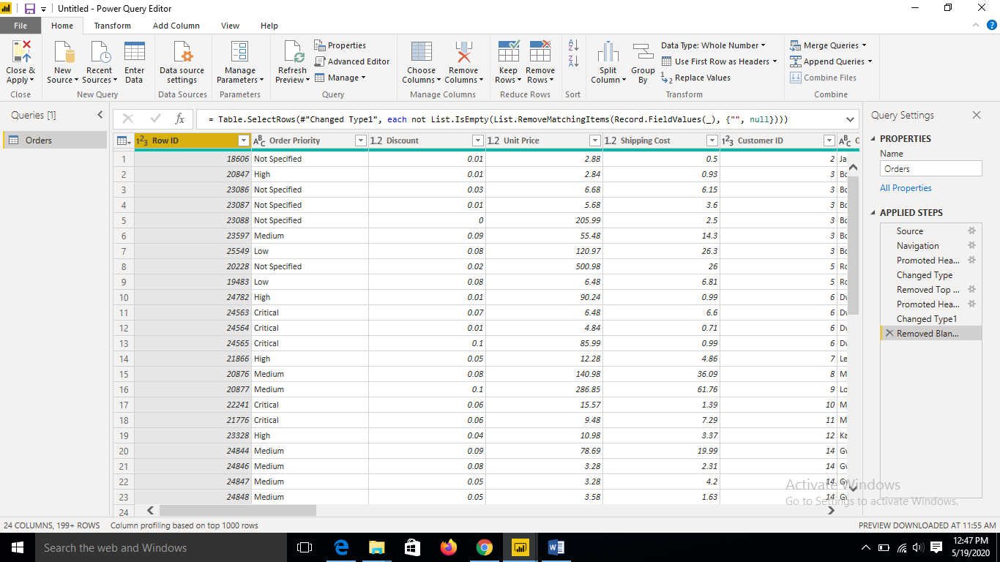 Untitled - Power Query Editor
File Home Transform Add Column View Help
Close & Apply
New Source
Recent Sources
Enter Data
Data source settings
Manage Parameters
Refresh Preview
Properties
Advanced Editor
Manage
Choose Columns
Remove Columns
Keep Rows
Remove Rows
Split Column
Group By
Data Type: Whole Number
Use First Row as Headers
Replace Values
Merge Queries
Append Queries
Combine Files
Close New Query Data Sources Parameters Query Manage Columns Reduce Rows Sort Transform Combine
Queries [1]
Orders
fx = Table.SelectRows(#"Changed Type1", each not List.IsEmpty(List.RemoveMatchingItems(Record.FieldValues(_), {"", null})))
123 Row ID ABC Order Priority 1.2 Discount 1.2 Unit Price 1.2 Shipping Cost 123 Customer ID ABC C
1 18606 Not Specified 0.01 2.88 0.5 2 Ja
2 20847 High 0.01 2.84 0.93 3 Bo
3 23086 Not Specified 0.03 6.68 6.15 3 Bo
4 23087 Not Specified 0.01 5.68 3.6 3 Bo
5 23088 Not Specified 0 205.99 2.5 3 Bo
6 23597 Medium 0.09 55.48 14.3 3 Bo
7 25549 Low 0.08 120.97 26.3 3 Bo
8 20228 Not Specified 0.02 500.98 26 5 Ro
9 19483 Low 0.08 6.48 6.81 5 Ro
10 24782 High 0.01 90.24 0.99 6 D
11 24563 Critical 0.07 6.48 6.6 6 D
12 24564 Critical 0.01 4.84 0.71 6 D
13 24565 Critical 0.1 85.99 0.99 6 D
14 21866 High 0.05 12.28 4.86 7 Le
15 20876 Medium 0.08 140.98 36.09 8 M
16 20877 Medium 0.1 286.85 61.76 9 Lo
17 22241 Critical 0.06 15.57 1.39 10 M
18 21776 Critical 0.06 9.48 7.29 11 M
19 23328 High 0.04 10.98 3.37 12 Ka
20 24844 Medium 0.09 78.69 19.99 14 G
21 24846 Medium 0.08 3.28 2.31 14 G
22 24847 Medium 0.05 3.28 4.2 14 G
23 24848 Medium 0.05 3.58 1.63 14 G
24
Query Settings
PROPERTIES
Name
Orders
All Properties
APPLIED STEPS
Source
Navigation
Promoted Hea...
Changed Type
Removed Top ...
Promoted Hea...
Changed Type1
Removed Blan...
Activate Windows
Go to Settings to activate Windows.
24 COLUMNS, 199+ ROWS Column profiling based on top 1000 rows
PREVIEW DOWNLOADED AT 11:55 AM
Search the web and Windows
12:47 PM
5/19/2020